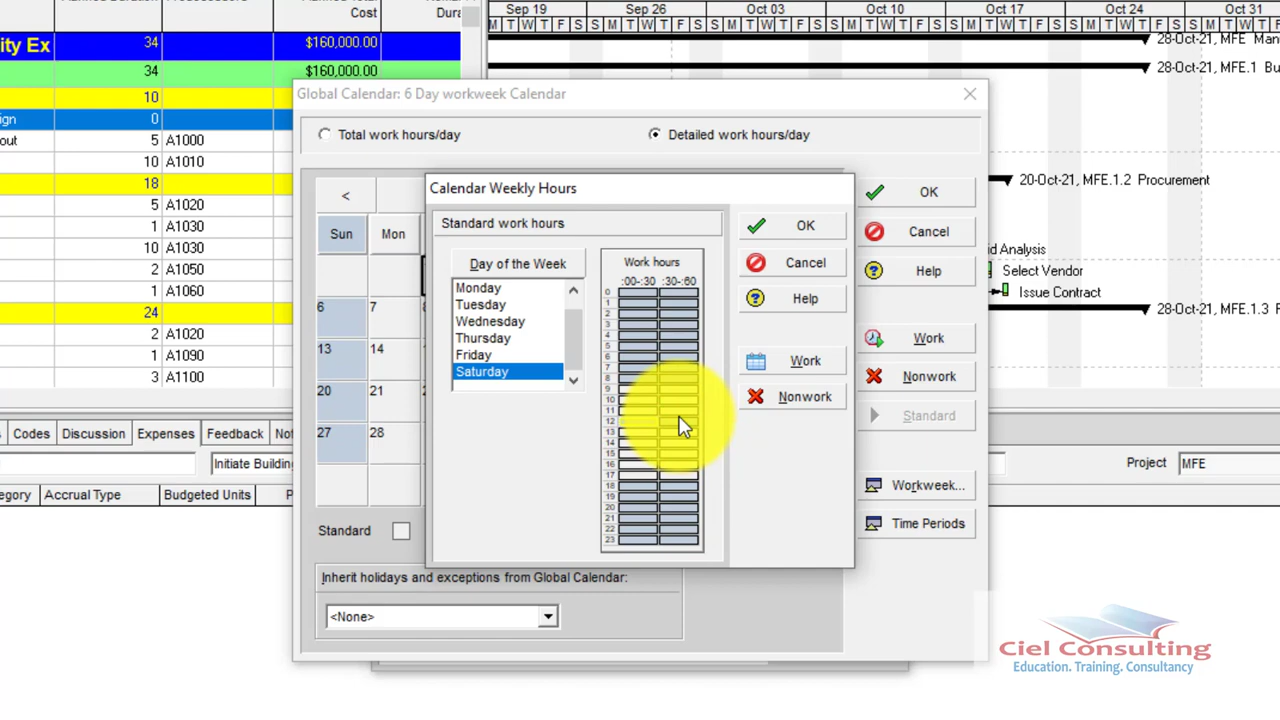 Cost
Dura
Sep 19 Sep 26 Oct 03 Oct 10 Oct 17 Oct 24 Oct 31
M T W T F S S M T W T F S S M T W T F S S M T W T F S S M T W T F S S M T W T F S S M T W
ity Ex 34 $160,000.00
28-Oct-21, MFE Man
34 $160,000.00
28-Oct-21, MFE.1 Bu
10
ign 0
out 5 A1000
10 A1010
18
5 A1020
1 A1030
10 A1030
2 A1050
1 A1060
24
2 A1020
1 A1090
3 A1100
20-Oct-21, MFE.1.2 Procurement
id Analysis
Select Vendor
Issue Contract
28-Oct-21, MFE.1.3 F
Global Calendar: 6 Day workweek Calendar
Total work hours/day
Detailed work hours/day
<
Sun Mon
6 7
13 14
20 21
27 28
Standard
Inherit holidays and exceptions from Global Calendar:
<None>
OK
Cancel
Help
Work
Nonwork
Standard
Workweek...
Time Periods
Calendar Weekly Hours
Standard work hours
Day of the Week
Monday
Tuesday
Wednesday
Thursday
Friday
Saturday
Work hours
:00-:30 :30-:60
0
1
2
3
4
5
6
7
8
9
10
11
12
13
14
15
16
17
18
19
20
21
22
23
OK
Cancel
Help
Work
Nonwork
Codes Discussion Expenses Feedback Not
Initiate Building
Project MFE
egory Accrual Type Budgeted Units P
Ciel Consulting
Education. Training. Consultancy